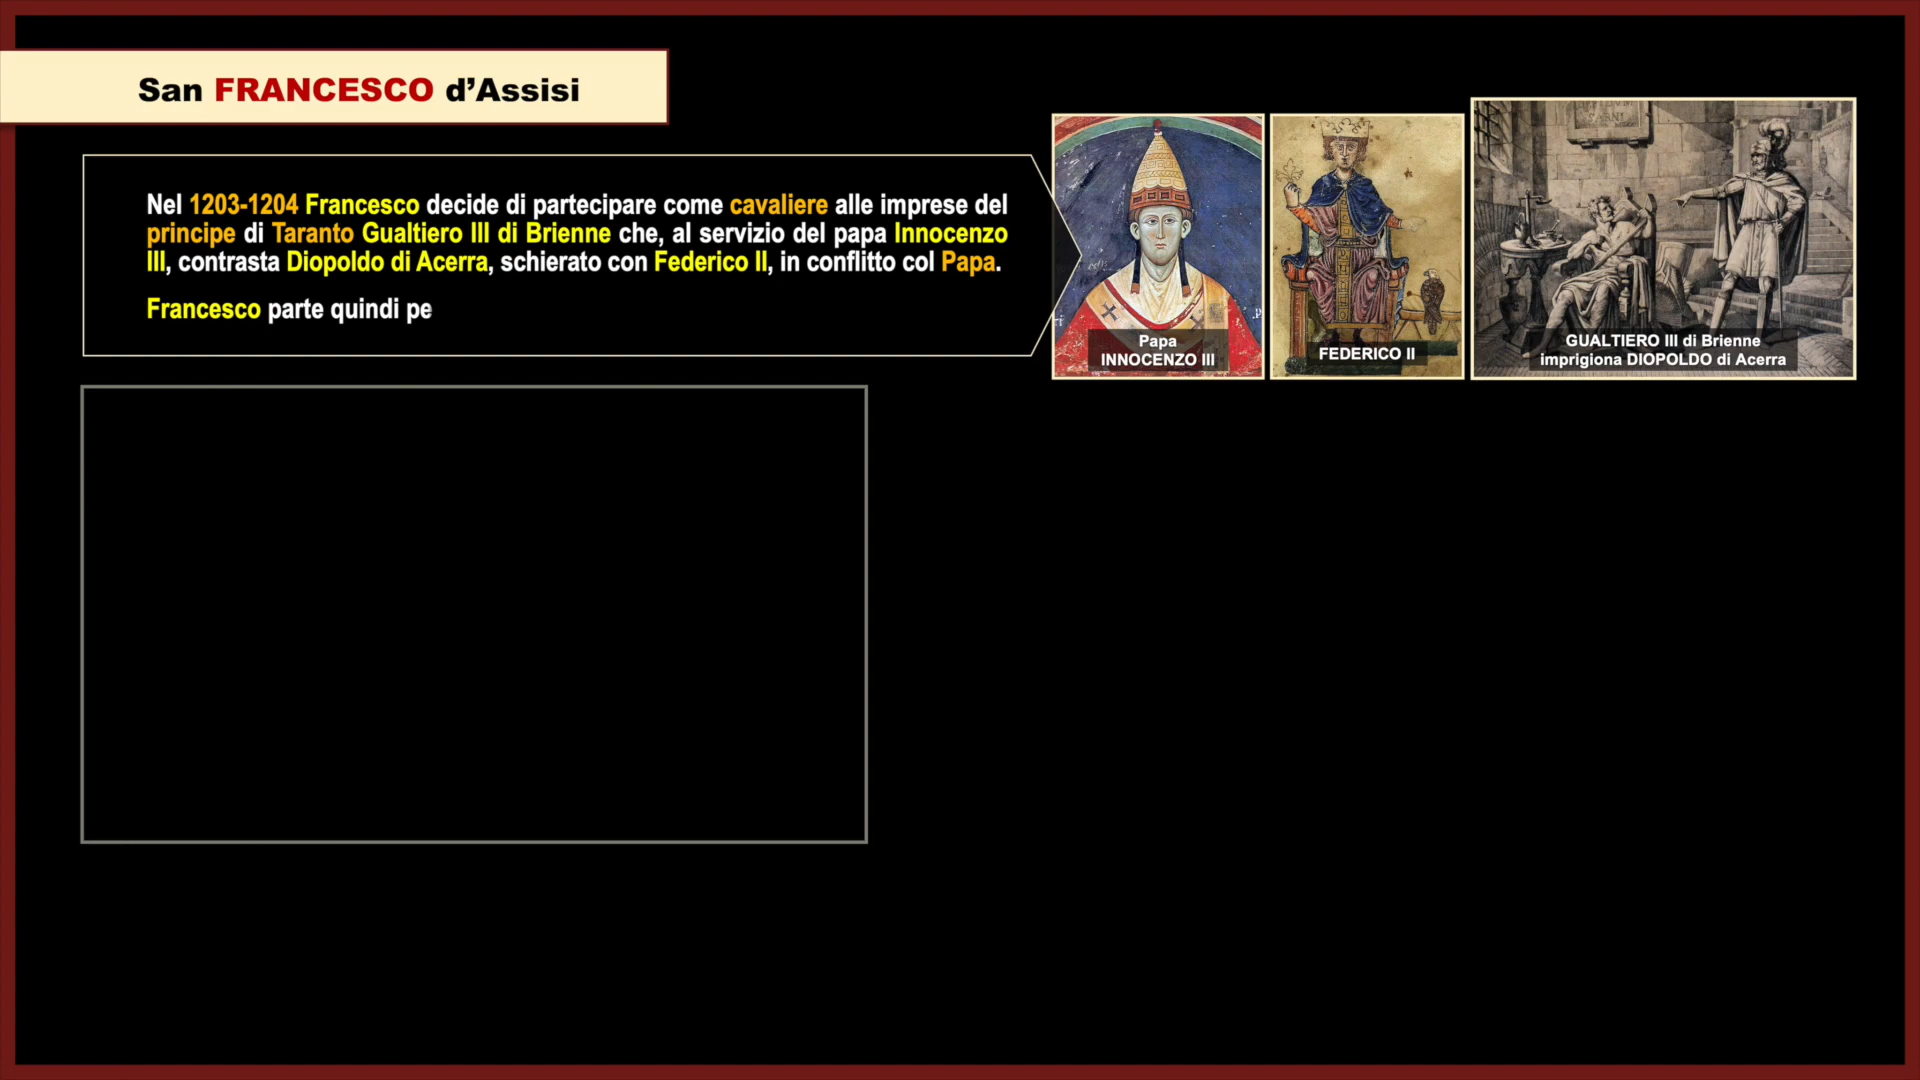 San FRANCESCO d’Assisi
Nel 1203-1204 Francesco decide di partecipare come cavaliere alle imprese del
principe di Taranto Gualtiero III di Brienne che, al servizio del papa Innocenzo
III, contrasta Diopoldo di Acerra, schierato con Federico II, in conflitto col Papa.
Francesco parte quindi pe
Papa
INNOCENZO III
FEDERICO II
GUALTIERO III di Brienne
imprigiona DIOPOLDO di Acerra